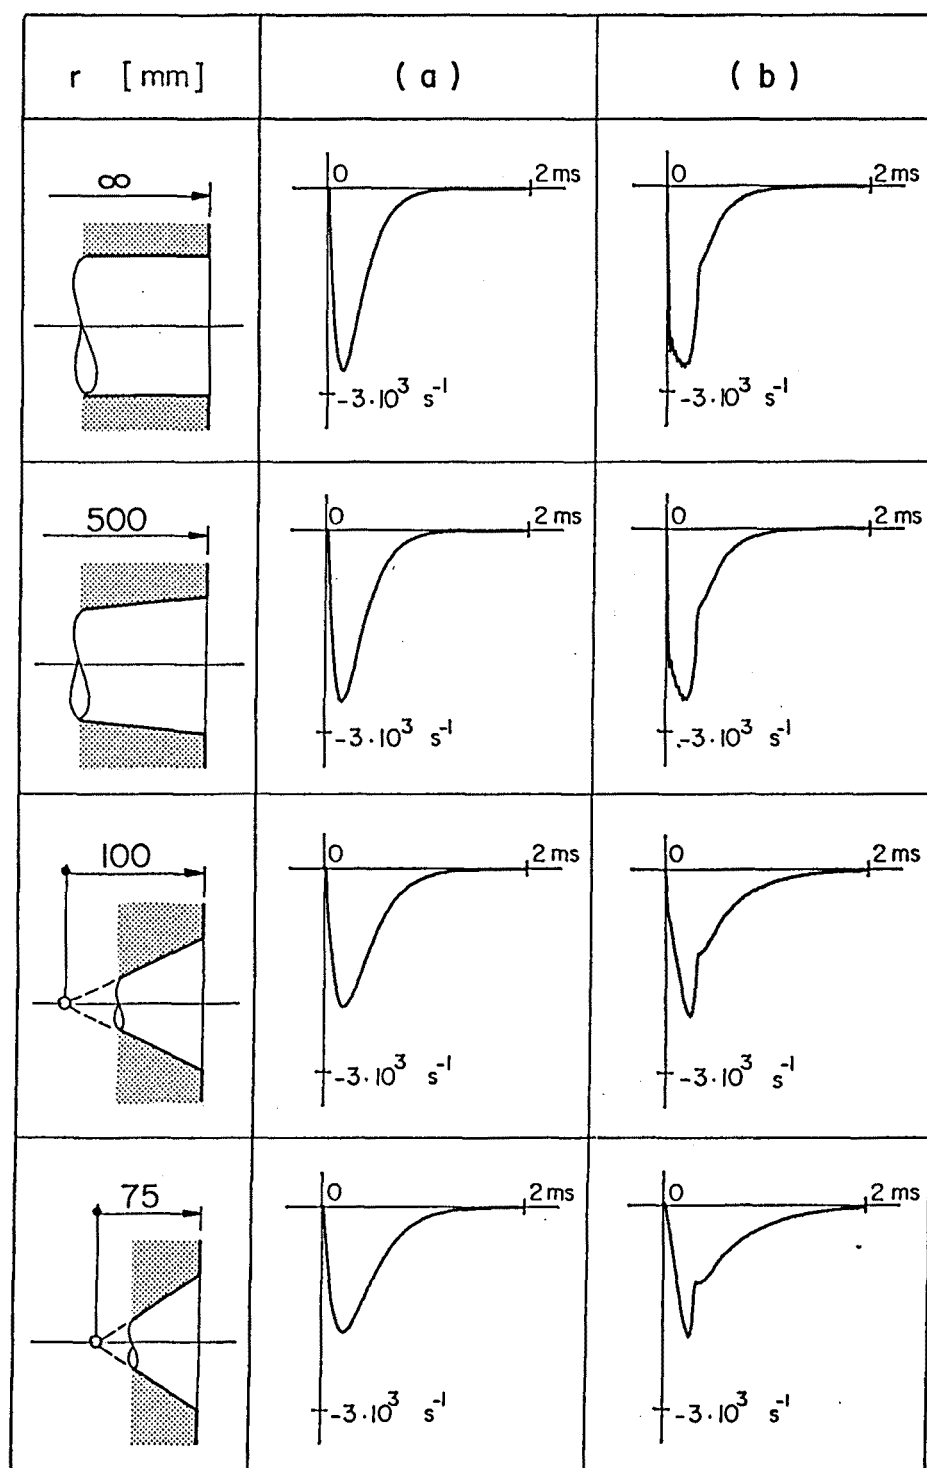 r [mm] (a) (b)
∞ 0 2 ms 0 2 ms
-3·10³ s⁻¹ -3·10³ s⁻¹
500 0 2 ms 0 2 ms
-3·10³ s⁻¹ -3·10³ s⁻¹
100 0 2 ms 0 2 ms
-3·10³ s⁻¹ -3·10³ s⁻¹
75 0 2 ms 0 2 ms
-3·10³ s⁻¹ -3·10³ s⁻¹